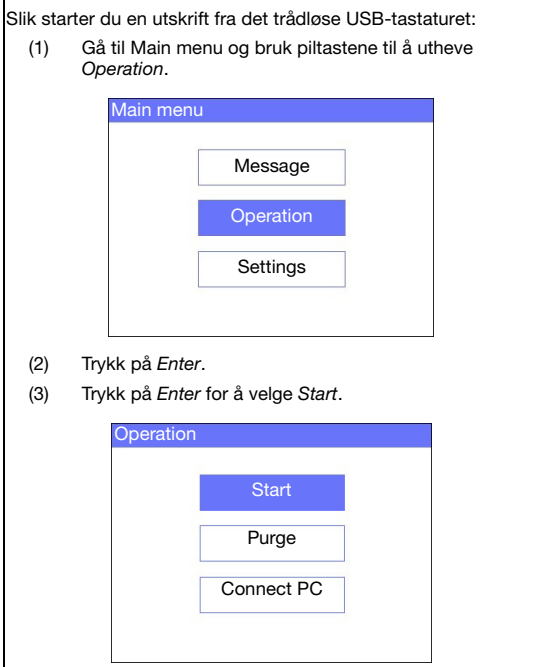 Slik starter du en utskrift fra det trådløse USB-tastaturet:
(1) Gå til Main menu og bruk piltastene til å utheve
Operation.
Main menu
Message
Operation
Settings
(2) Trykk på Enter.
(3) Trykk på Enter for å velge Start.
Operation
Start
Purge
Connect PC